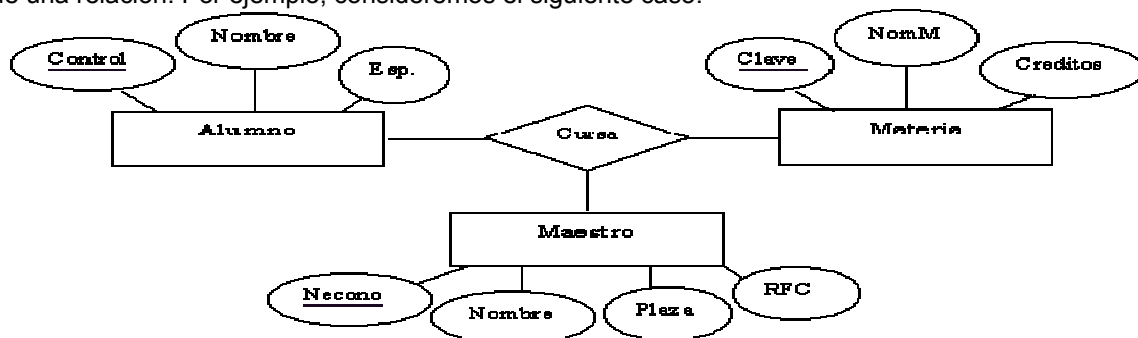 una relación. Por ejemplo, consideremos el siguiente caso:
Control
Nombre
Esp.
Clave
NomM
Creditos
Alumno
Cursa
Materia
Maestro
Necono
Nombre
Plaza
RFC